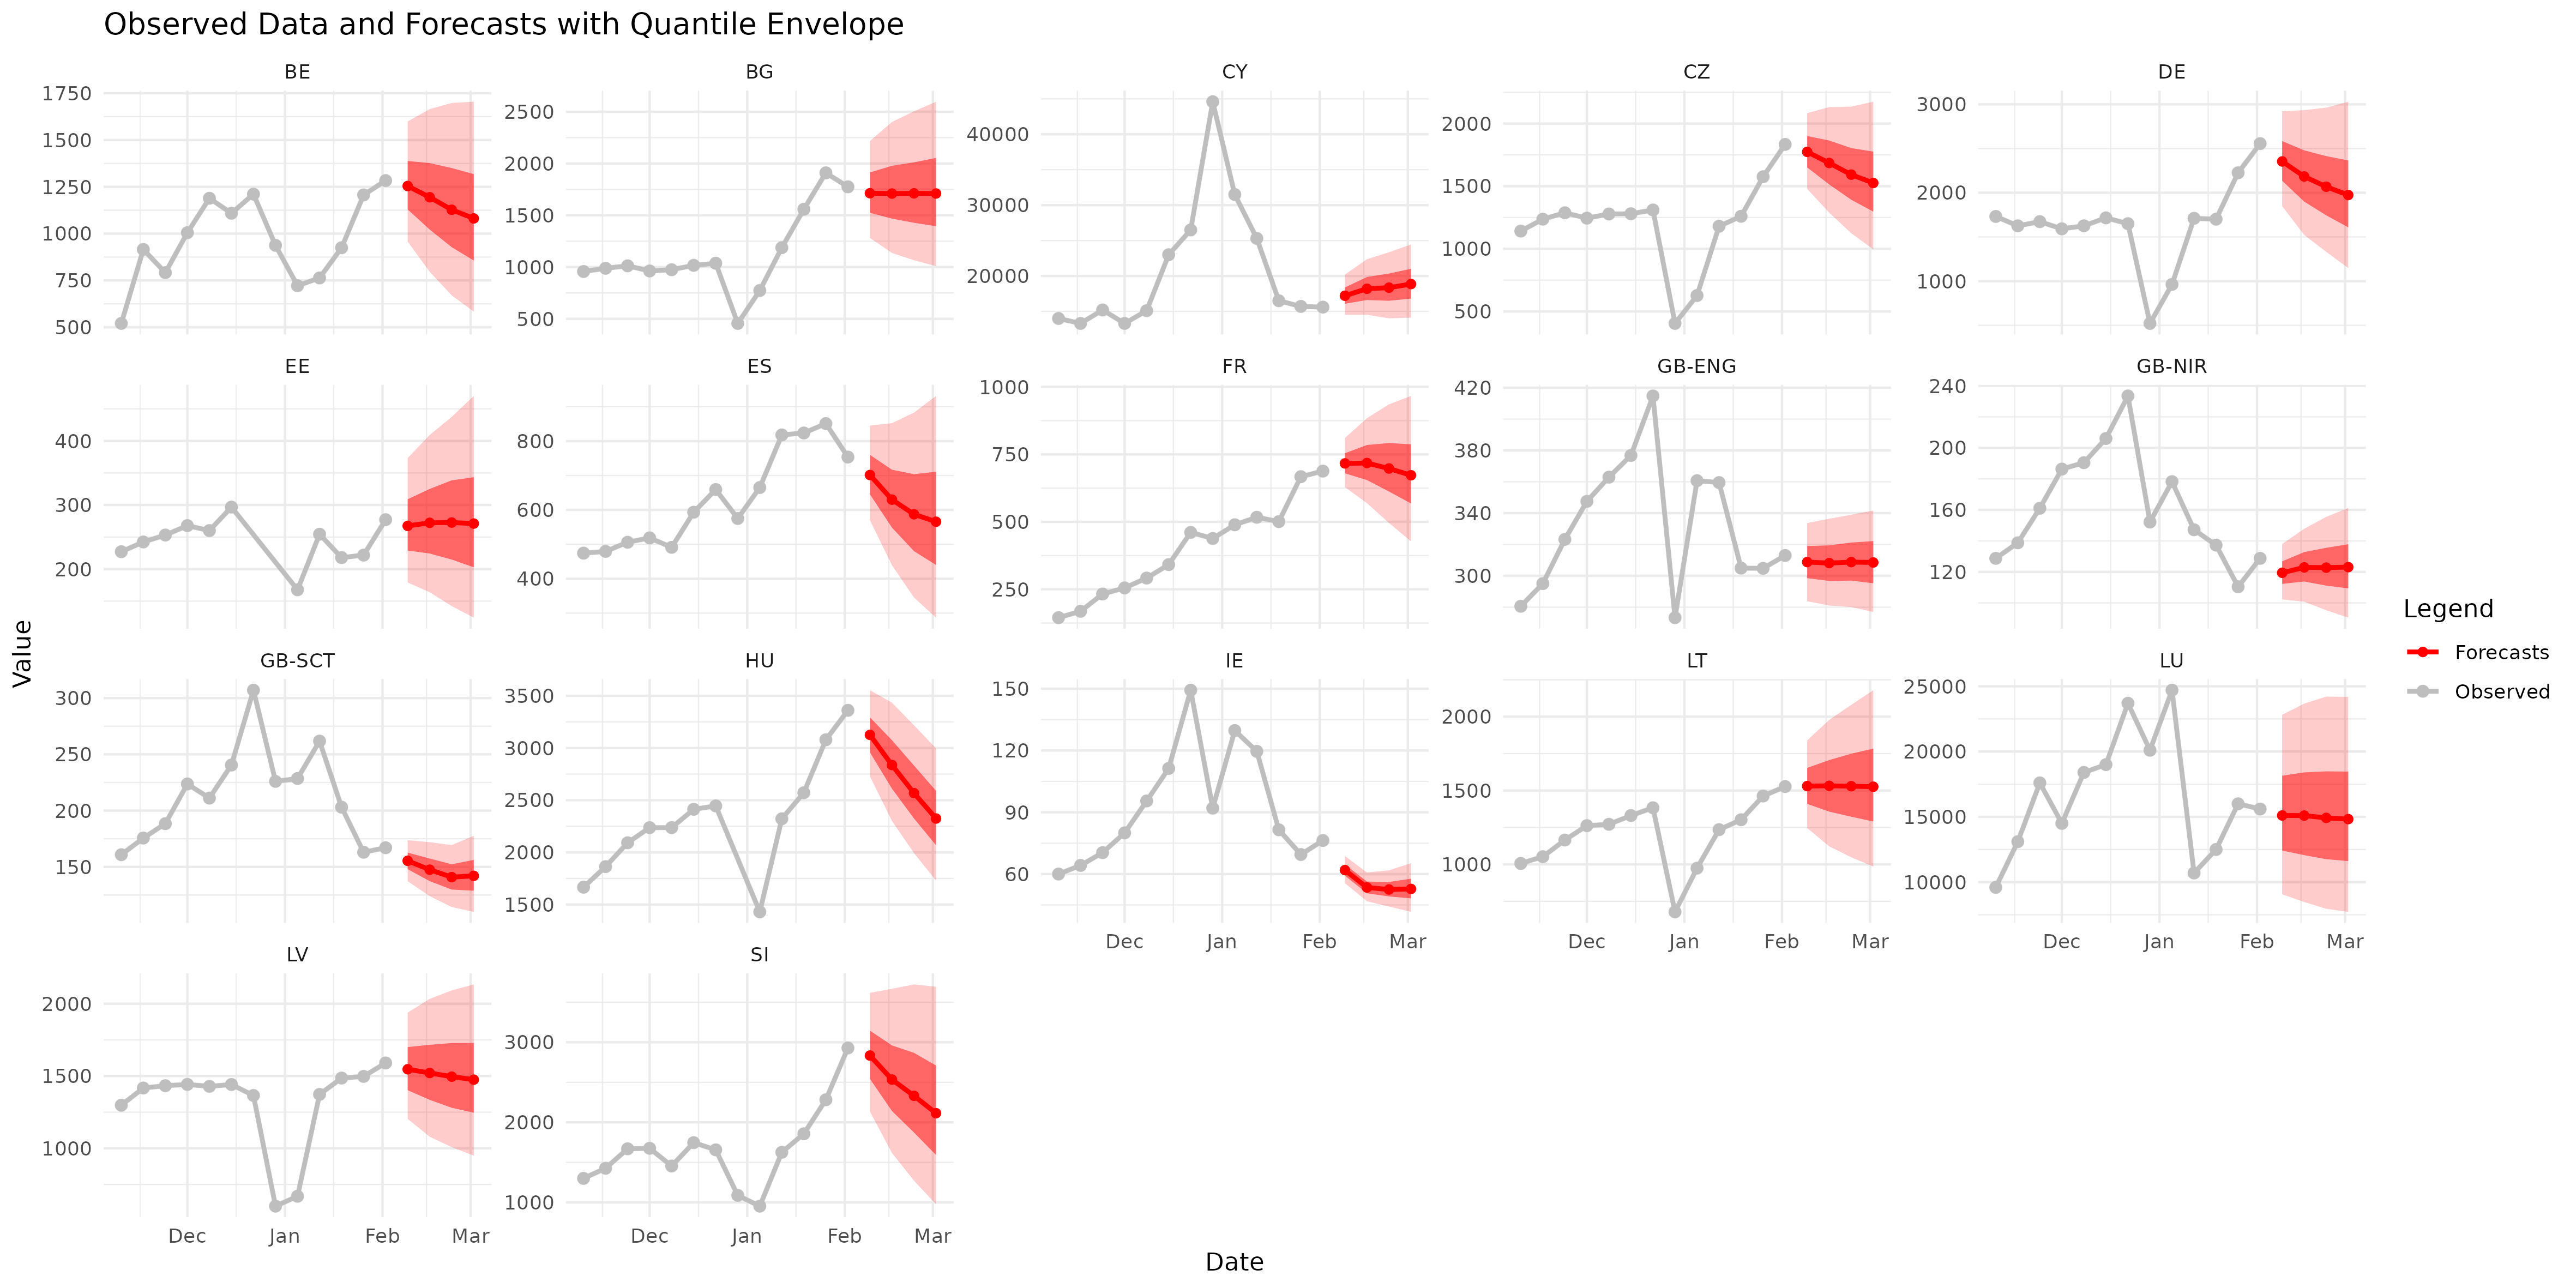 Observed Data and Forecasts with Quantile Envelope
BE
BG
CY
CZ
DE
1750
1500
1250
1000
750
500
2500
2000
1500
1000
500
40000
30000
20000
2000
1500
1000
500
3000
2000
1000
EE
ES
FR
GB-ENG
GB-NIR
400
300
200
800
600
400
1000
750
500
250
420
380
340
300
240
200
160
120
Value
GB-SCT
HU
IE
LT
LU
300
250
200
150
3500
3000
2500
2000
1500
150
120
90
60
2000
1500
1000
25000
20000
15000
10000
Dec Jan Feb Mar
Dec Jan Feb Mar
Dec Jan Feb Mar
LV
SI
2000
1500
1000
3000
2000
1000
Dec Jan Feb Mar
Dec Jan Feb Mar
Date
Legend
Forecasts
Observed